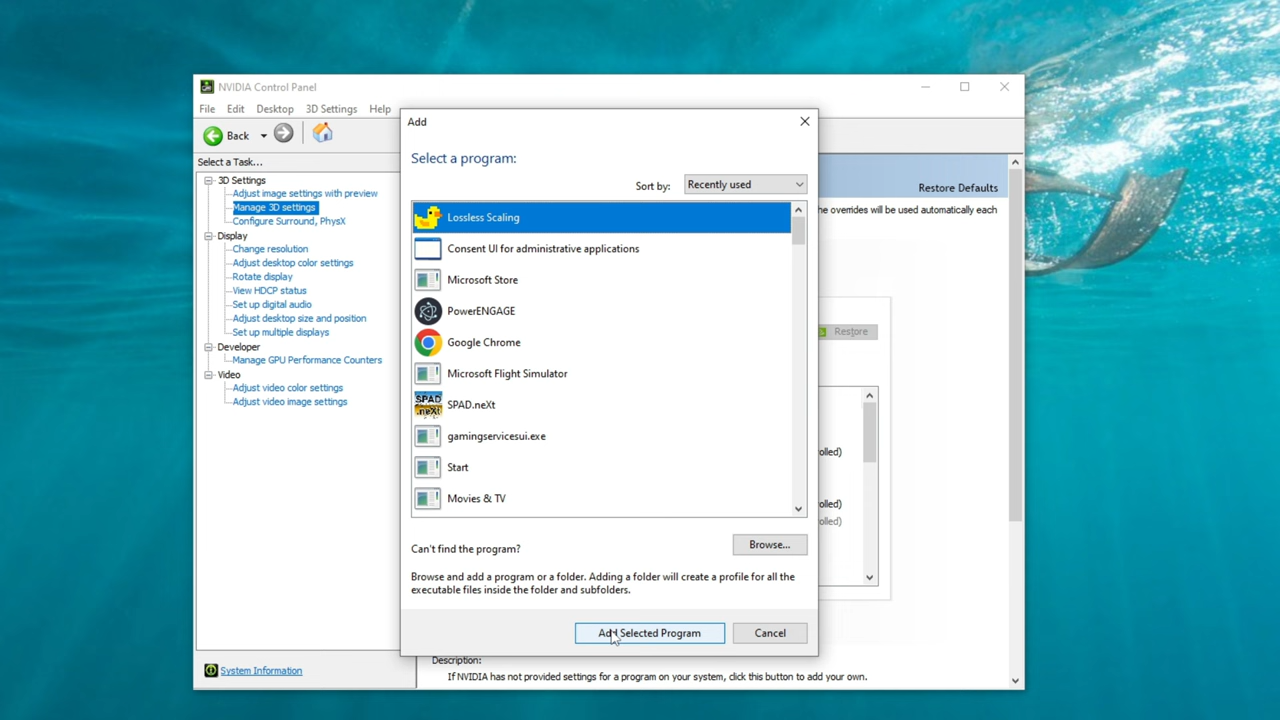 NVIDIA Control Panel
File Edit Desktop 3D Settings Help
Back
Select a Task...
3D Settings
Adjust image settings with preview
Manage 3D settings
Configure Surround, PhysX
Display
Change resolution
Adjust desktop color settings
Rotate display
View HDCP status
Set up digital audio
Adjust desktop size and position
Set up multiple displays
Developer
Manage GPU Performance Counters
Video
Adjust video color settings
Adjust video image settings
System Information
Add
Select a program:
Sort by: Recently used
Lossless Scaling
Consent UI for administrative applications
Microsoft Store
PowerENGAGE
Google Chrome
Microsoft Flight Simulator
SPAD .neXt SPAD.neXt
gamingservicesui.exe
Start
Movies & TV
Can't find the program? Browse...
Browse and add a program or a folder. Adding a folder will create a profile for all the
executable files inside the folder and subfolders.
Add Selected Program Cancel
Restore Defaults
he overrides will be used automatically each
Restore
olled)
olled)
olled)
Description:
If NVIDIA has not provided settings for a program on your system, click this button to add your own.